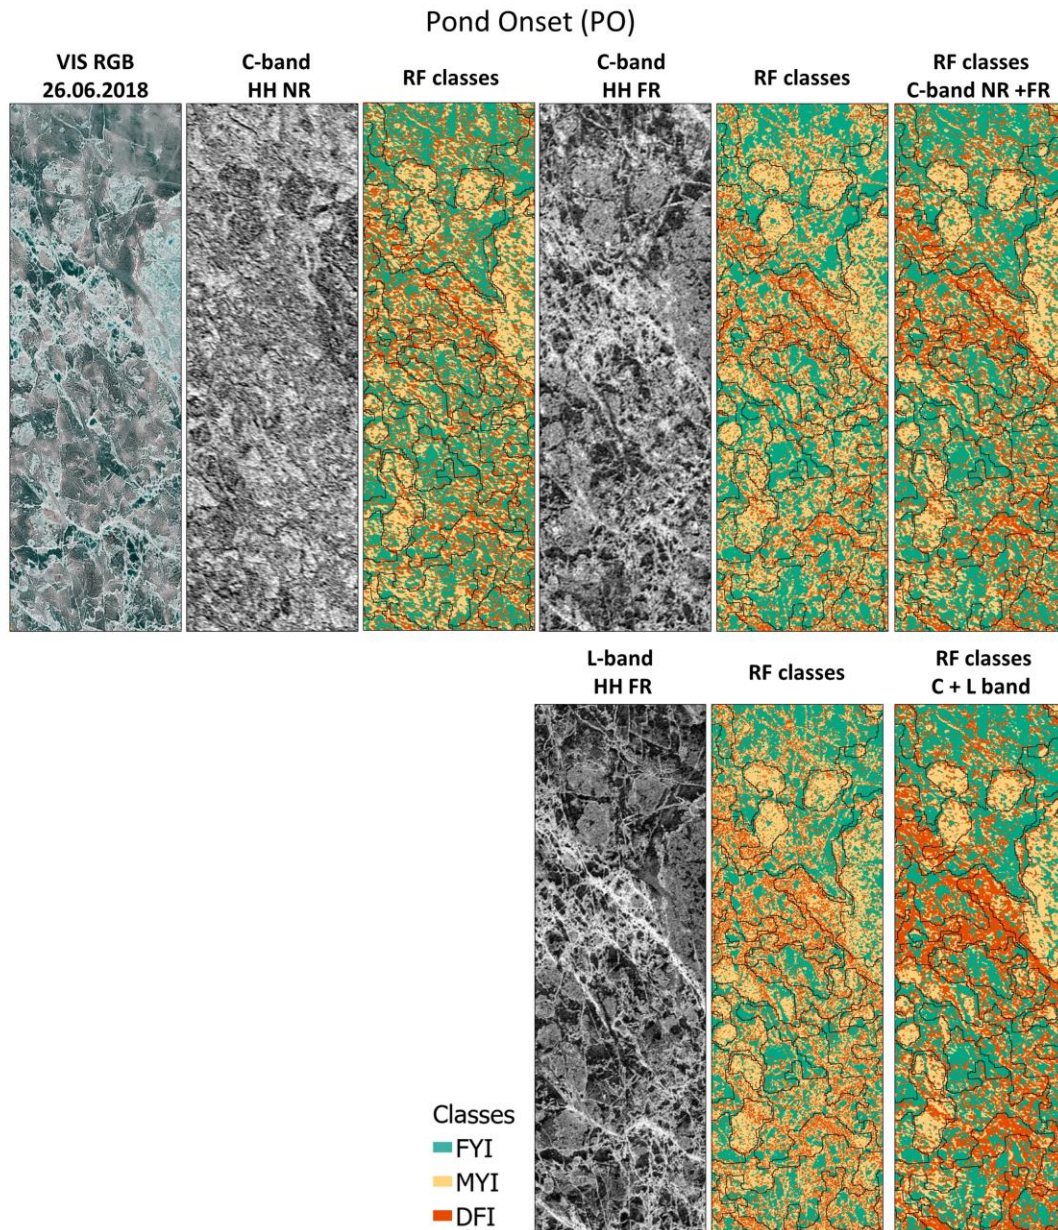 Pond Onset (PO)
VIS RGB
26.06.2018
C-band
HH NR
RF classes
C-band
HH FR
RF classes
RF classes
C-band NR +FR
L-band
HH FR
RF classes
RF classes
C + L band
Classes
FYI
MYI
DFI